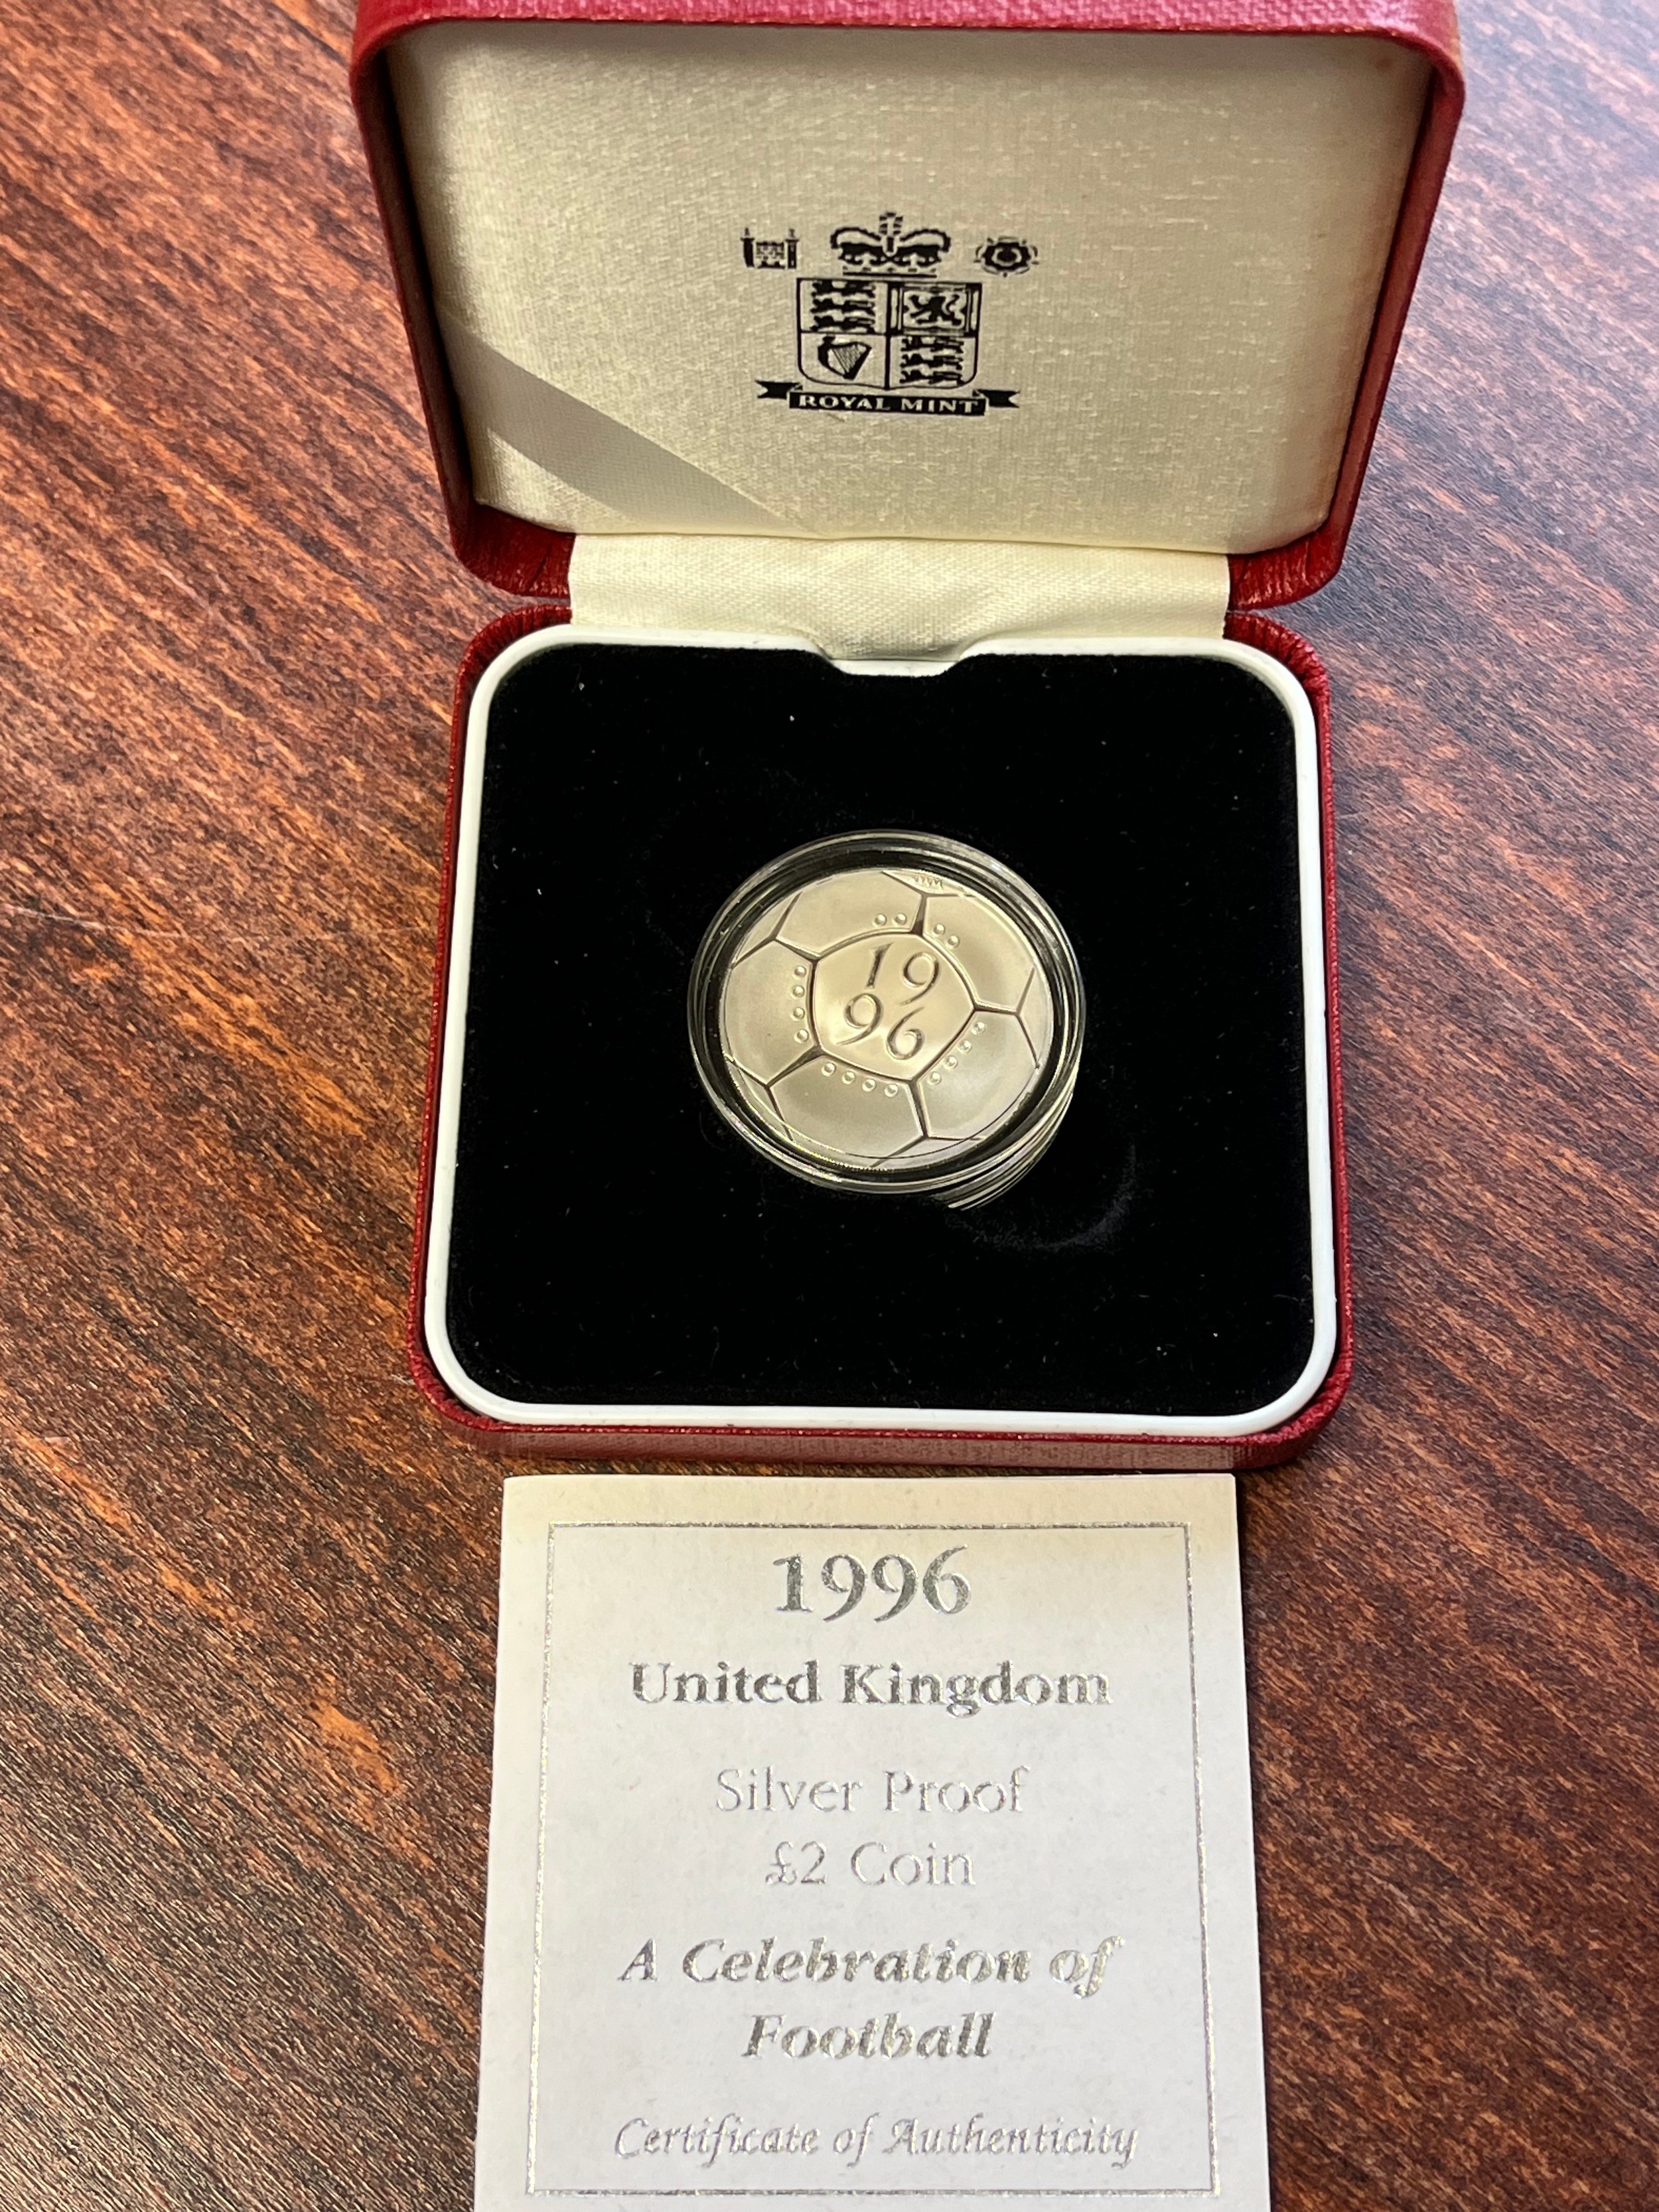 ROYAL MINT
19
96
1996
United Kingdom
Silver Proof
£2 Coin
A Celebration of
Football
Certificate of Authenticity